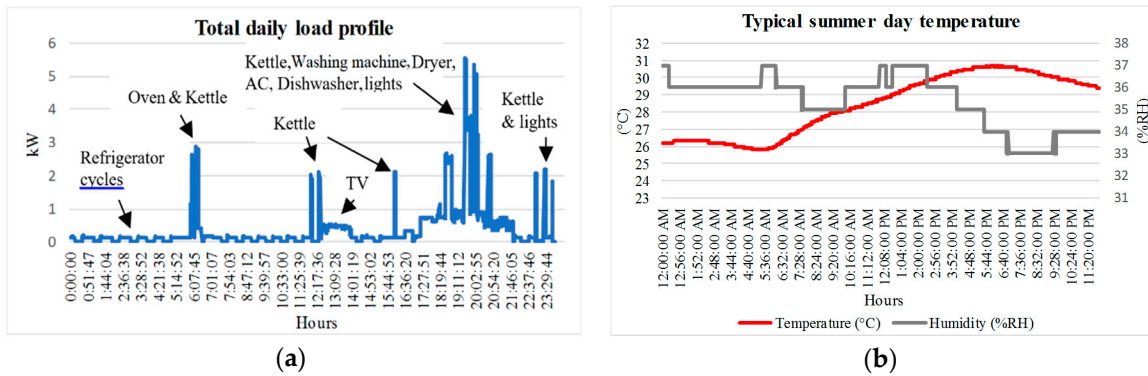 Total daily load profile
6
5
4
3
2
1
0
kW
Kettle,Washing machine,Dryer,
AC, Dishwasher,lights
Oven & Kettle
Kettle
& lights
Kettle
Refrigerator
cycles
TV
0:00:00
0:51:47
1:44:04
2:36:38
3:28:52
4:21:38
5:14:52
6:07:45
7:01:07
7:54:03
8:47:12
9:39:57
10:33:00
11:25:39
12:17:36
13:09:28
14:01:19
14:53:02
15:44:53
16:36:20
17:27:51
18:19:44
19:11:12
20:02:55
20:54:20
21:46:05
22:37:46
23:29:44
Hours
(a)
Typical summer day temperature
32
31
30
29
28
27
26
25
24
23
(°C)
38
37
36
35
34
33
32
31
(%RH)
12:00:00 AM
12:56:00 AM
1:52:00 AM
2:48:00 AM
3:44:00 AM
4:40:00 AM
5:36:00 AM
6:32:00 AM
7:28:00 AM
8:24:00 AM
9:20:00 AM
10:16:00 AM
11:12:00 AM
12:08:00 PM
1:04:00 PM
2:00:00 PM
2:56:00 PM
3:52:00 PM
4:48:00 PM
5:44:00 PM
6:40:00 PM
7:36:00 PM
8:32:00 PM
9:28:00 PM
10:24:00 PM
11:20:00 PM
Hours
Temperature (°C)
Humidity (%RH)
(b)